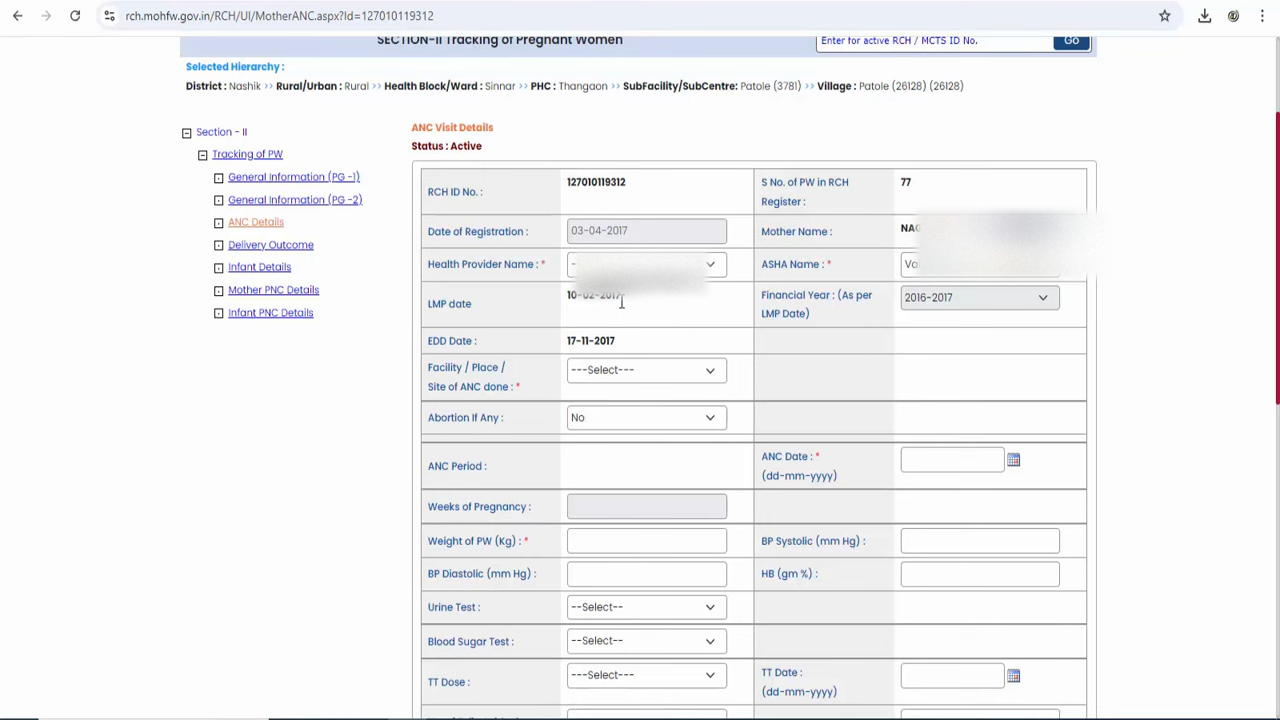 rch.mohfw.gov.in/RCH/UI/MotherANC.aspx?Id=127010119312
SECTION-II Tracking of Pregnant Women
Enter for active RCH / MCTS ID No.
Go
Selected Hierarchy :
District : Nashik >> Rural/Urban : Rural >> Health Block/Ward : Sinnar >> PHC : Thangaon >> SubFacility/SubCentre: Patole (3781) >> Village : Patole (26128) (26128)
Section - II
Tracking of PW
General Information (PG -1)
General Information (PG -2)
ANC Details
Delivery Outcome
Infant Details
Mother PNC Details
Infant PNC Details
ANC Visit Details
Status : Active
RCH ID No. : 127010119312
S No. of PW in RCH
Register : 77
Date of Registration : 03-04-2017
Mother Name : NAG
Health Provider Name : *
ASHA Name : * Va
LMP date 10-02-2017
Financial Year : (As per
LMP Date) 2016-2017
EDD Date : 17-11-2017
Facility / Place /
Site of ANC done : * ---Select---
Abortion If Any : No
ANC Period :
ANC Date : *
(dd-mm-yyyy)
Weeks of Pregnancy :
Weight of PW (Kg) : *
BP Systolic (mm Hg) :
BP Diastolic (mm Hg) :
HB (gm %) :
Urine Test : --Select--
Blood Sugar Test : --Select--
TT Dose : ---Select---
TT Date :
(dd-mm-yyyy)